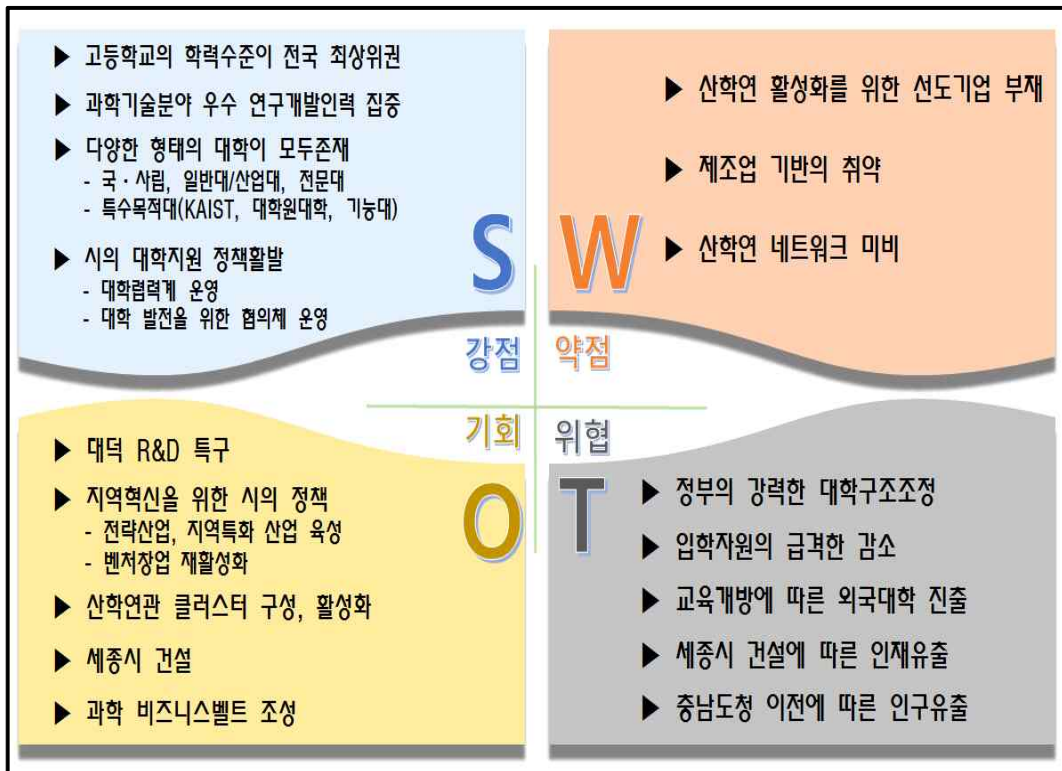 ▶ 고등학교의 학력수준이 전국 최상위권
▶ 과학기술분야 우수 연구개발인력 집중
▶ 다양한 형태의 대학이 모두존재
- 국·사립, 일반대/산업대, 전문대
- 특수목적대(KAIST, 대학원대학, 기능대)
▶ 시의 대학지원 정책활발
- 대학렵력계 운영
- 대학 발전을 위한 협의체 운영
S
강점
▶ 산학연 활성화를 위한 선도기업 부재
▶ 제조업 기반의 취약
▶ 산학연 네트워크 미비
W
약점
기회
O
▶ 대덕 R&D 특구
▶ 지역혁신을 위한 시의 정책
- 전략산업, 지역특화 산업 육성
- 벤처창업 재활성화
▶ 산학연관 클러스터 구성, 활성화
▶ 세종시 건설
▶ 과학 비즈니스벨트 조성
위협
T
▶ 정부의 강력한 대학구조조정
▶ 입학자원의 급격한 감소
▶ 교육개방에 따른 외국대학 진출
▶ 세종시 건설에 따른 인재유출
▶ 충남도청 이전에 따른 인구유출